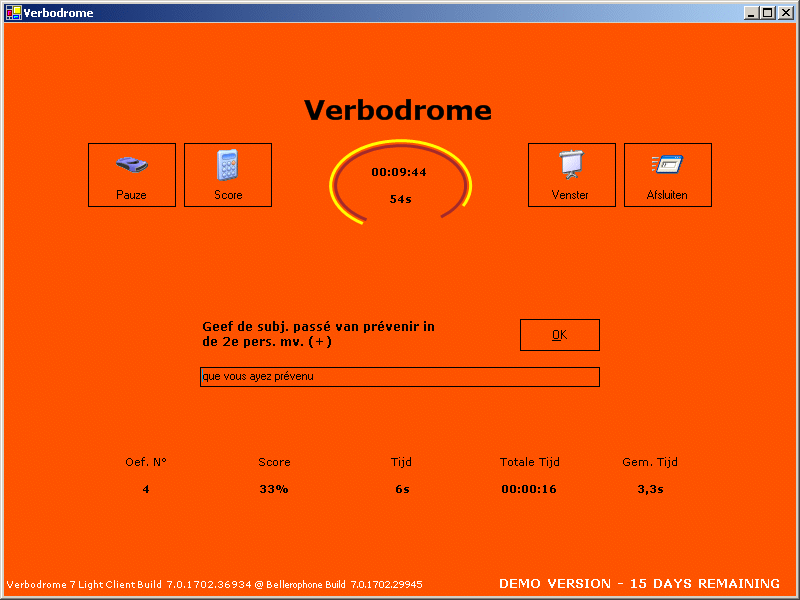 Verbodrome
Verbodrome
Pauze
Score
00:09:44
54s
Venster
Afsluiten
Geef de subj. passé van prévenir in
de 2e pers. mv. (+)
OK
que vous ayez prévenu
Oef. N° Score Tijd Totale Tijd Gem. Tijd
4 33% 6s 00:00:16 3,3s
Verbodrome 7 Light Client Build 7.0.1702.36934 @ Bellerophone Build 7.0.1702.29945
DEMO VERSION - 15 DAYS REMAINING